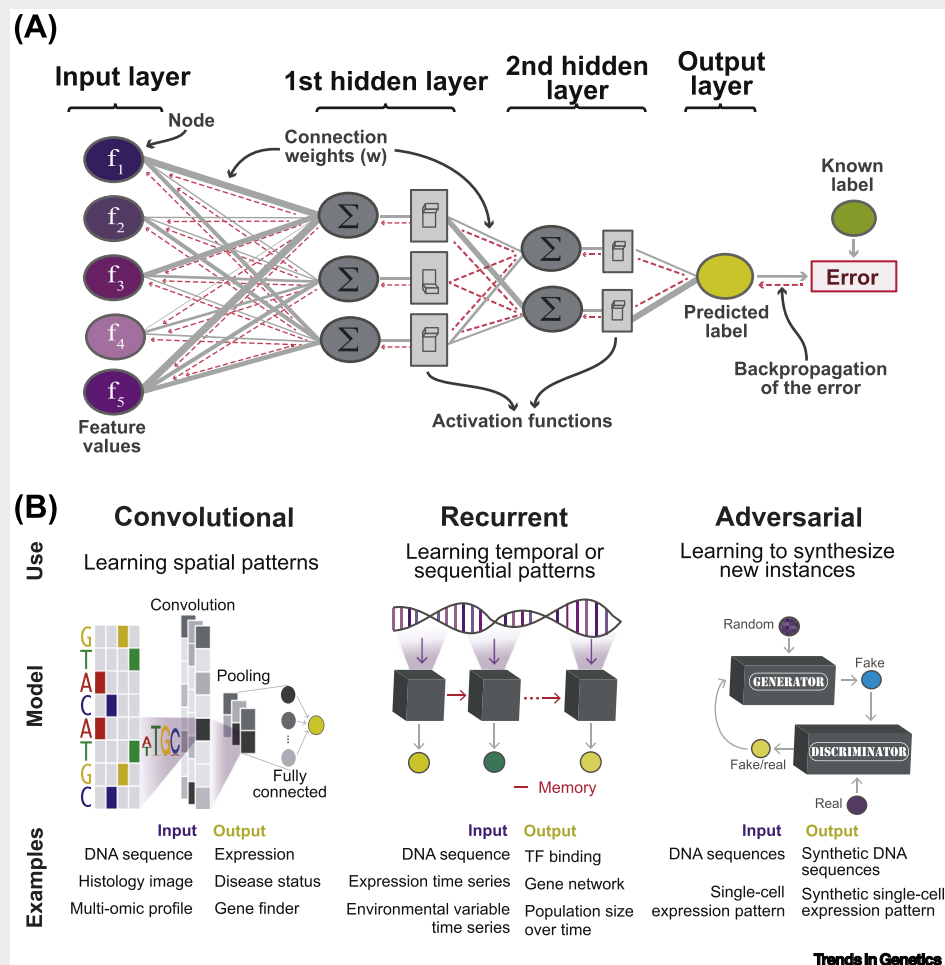 (A)
Input layer
1st hidden layer
2nd hidden
layer
Output
layer
Node
Connection
weights (w)
Known
label
f1
f2
f3
f4
f5
Σ
Σ
Σ
Σ
Σ
Error
Predicted
label
Feature
values
Activation functions
Backpropagation
of the error
(B)
Convolutional
Recurrent
Adversarial
Use
Learning spatial patterns
Learning temporal or
sequential patterns
Learning to synthesize
new instances
Model
Convolution
Pooling
Fully
connected
G
T
A
C
A
T
G
C
A
T
TGC
Memory
Random
GENERATOR
Fake
DISCRIMINATOR
Fake/real
Real
Examples
Input Output
DNA sequence Expression
Histology image Disease status
Multi-omic profile Gene finder
Input Output
DNA sequence TF binding
Expression time series Gene network
Environmental variable Population size
time series over time
Input Output
DNA sequences Synthetic DNA
sequences
Single-cell Synthetic single-cell
expression pattern expression pattern
Trends in Genetics